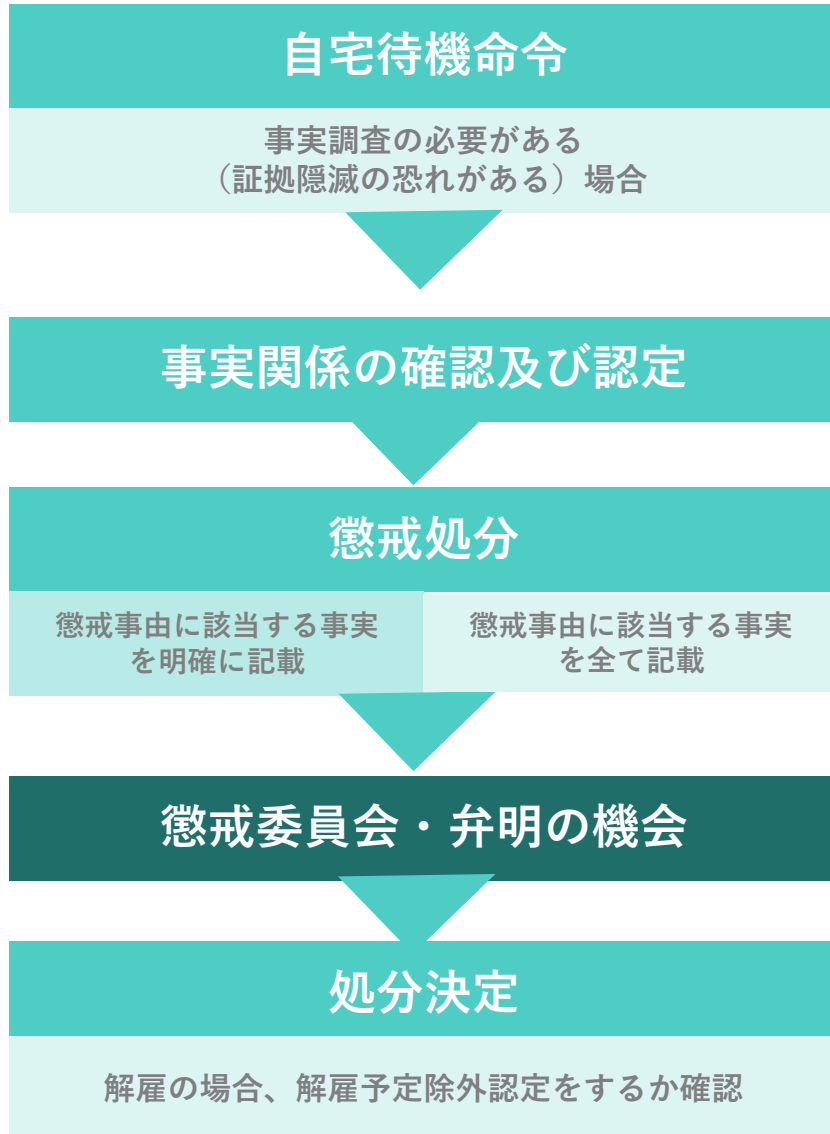 自宅待機命令
事実調査の必要がある
（証拠隠滅の恐れがある）場合
事実関係の確認及び認定
懲戒処分
懲戒事由に該当する事実
を明確に記載
懲戒事由に該当する事実
を全て記載
懲戒委員会・弁明の機会
処分決定
解雇の場合、解雇予定除外認定をするか確認